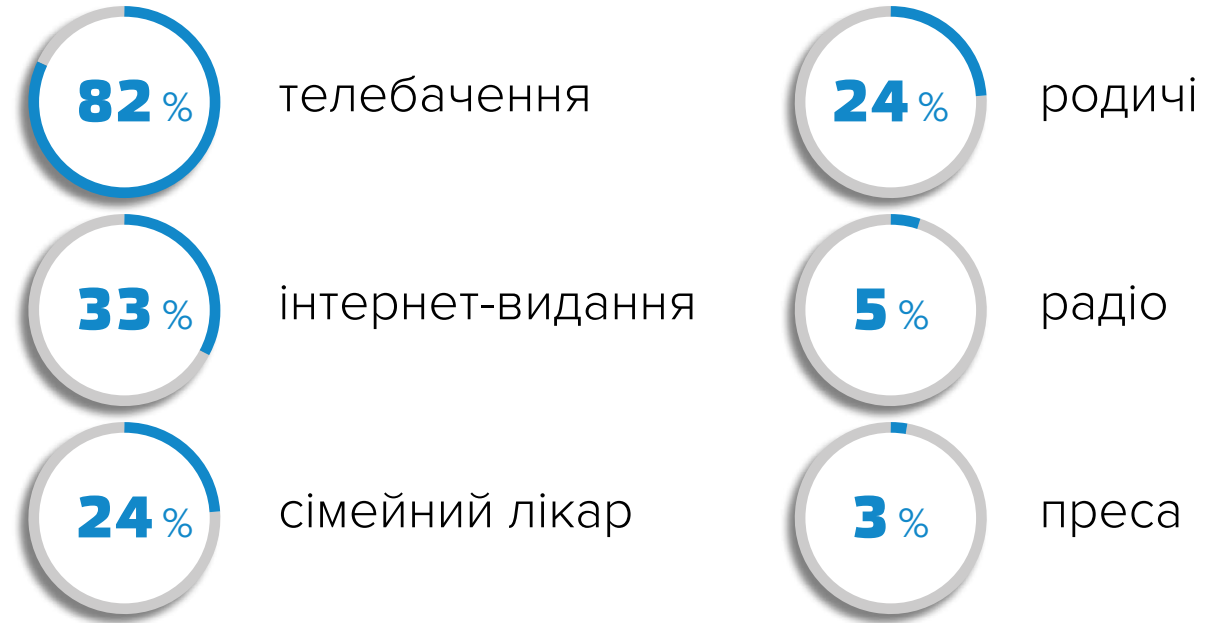 82 % телебачення
33 % інтернет-видання
24 % сімейний лікар
24 % родичі
5 % радіо
3 % преса